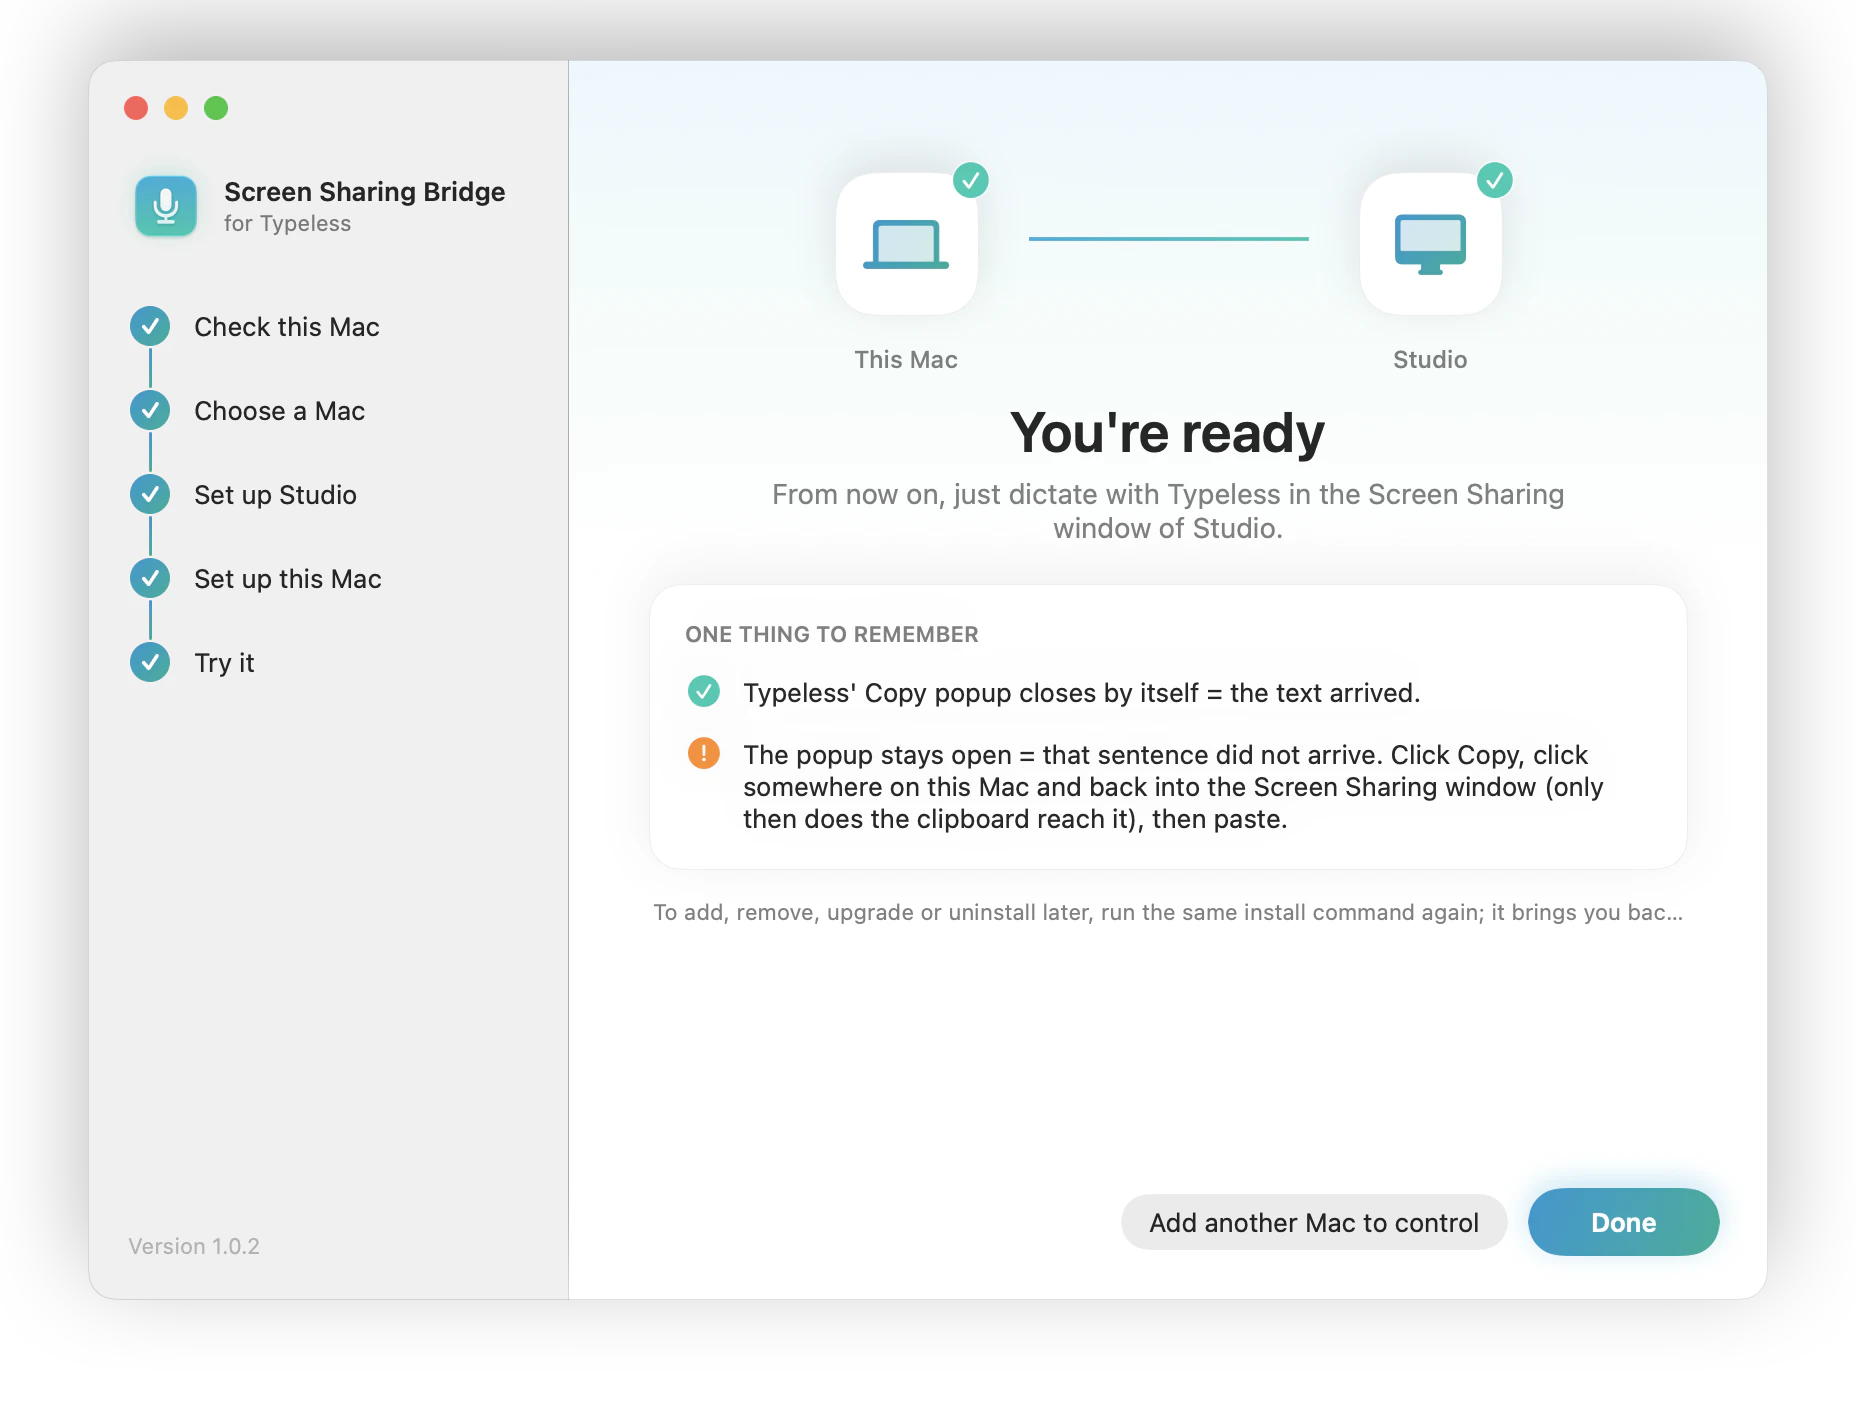 Screen Sharing Bridge
for Typeless
Check this Mac
Choose a Mac
Set up Studio
Set up this Mac
Try it
Version 1.0.2
This Mac
Studio
You're ready
From now on, just dictate with Typeless in the Screen Sharing
window of Studio.
ONE THING TO REMEMBER
Typeless' Copy popup closes by itself = the text arrived.
The popup stays open = that sentence did not arrive. Click Copy, click
somewhere on this Mac and back into the Screen Sharing window (only
then does the clipboard reach it), then paste.
To add, remove, upgrade or uninstall later, run the same install command again; it brings you bac...
Add another Mac to control
Done